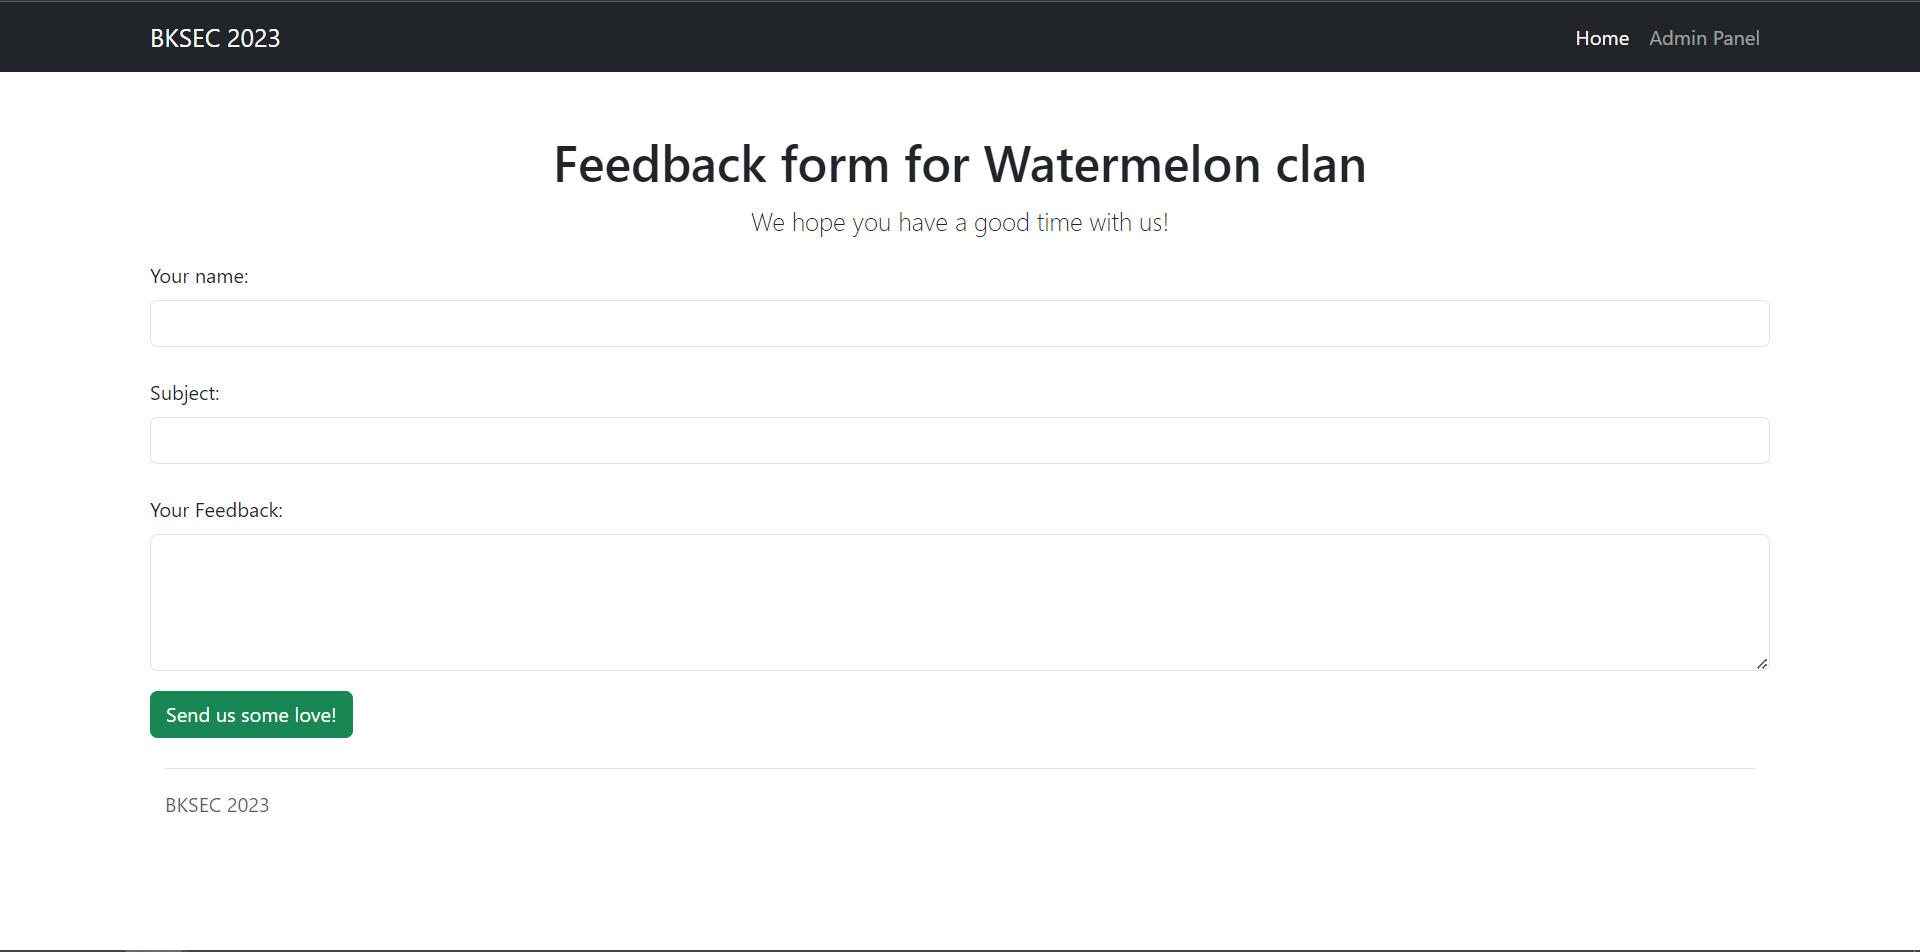 BKSEC 2023
Home Admin Panel
Feedback form for Watermelon clan
We hope you have a good time with us!
Your name:
Subject:
Your Feedback:
Send us some love!
BKSEC 2023